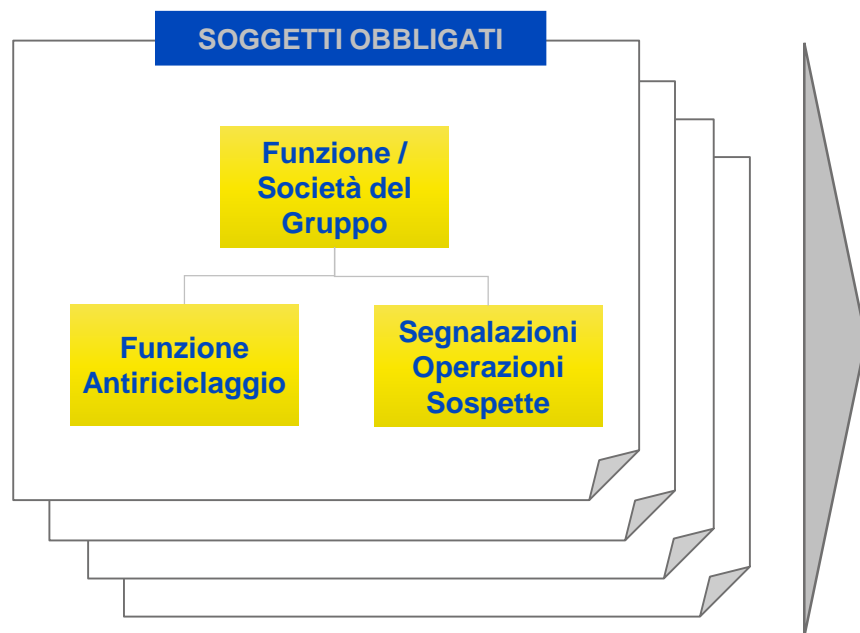 SOGGETTI OBBLIGATI
Funzione /
Società del
Gruppo
Funzione
Antiriciclaggio
Segnalazioni
Operazioni
Sospette